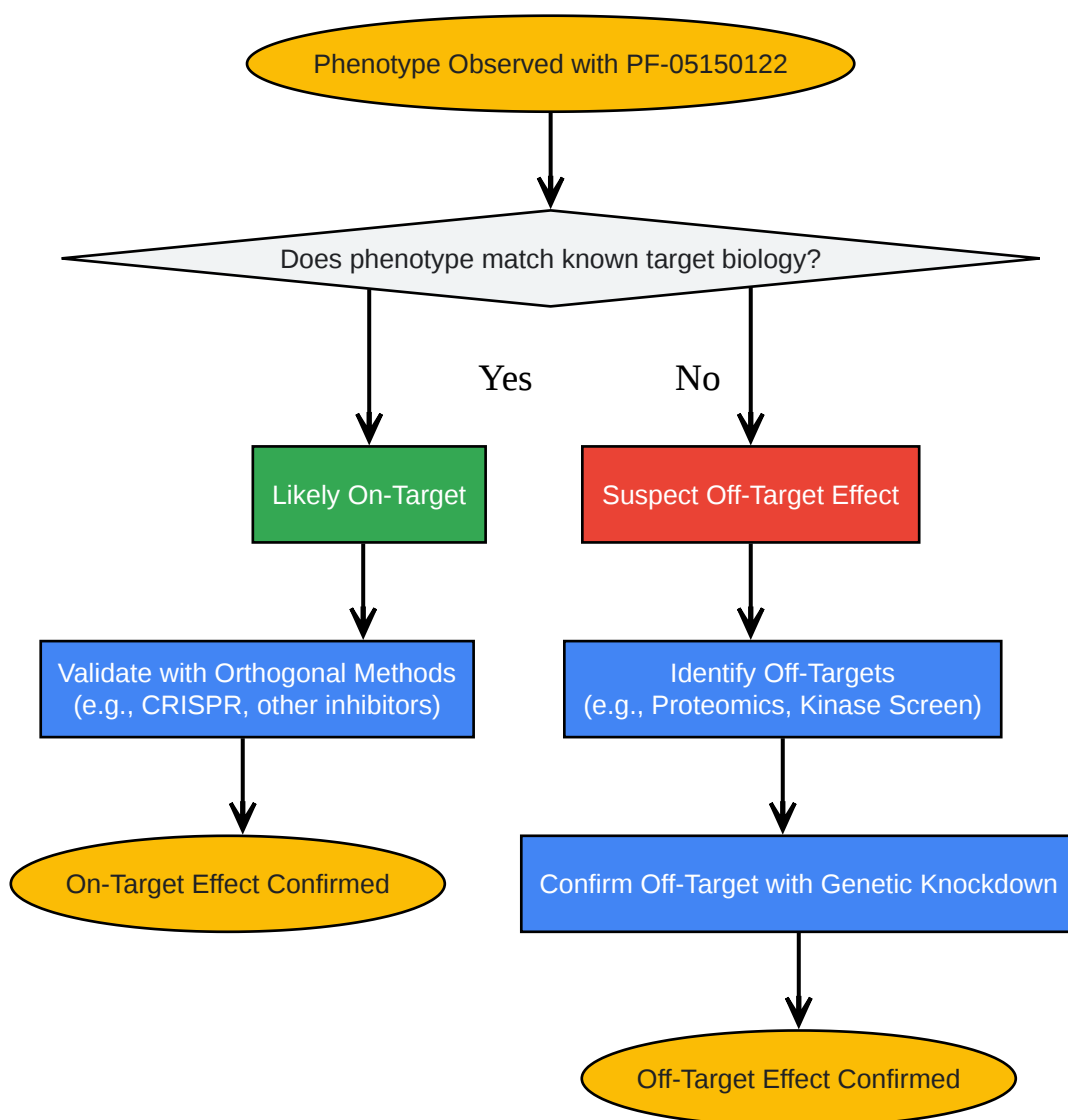 Phenotype Observed with PF-05150122
Does phenotype match known target biology?
Yes
No
Likely On-Target
Suspect Off-Target Effect
Validate with Orthogonal Methods
(e.g., CRISPR, other inhibitors)
Identify Off-Targets
(e.g., Proteomics, Kinase Screen)
On-Target Effect Confirmed
Confirm Off-Target with Genetic Knockdown
Off-Target Effect Confirmed